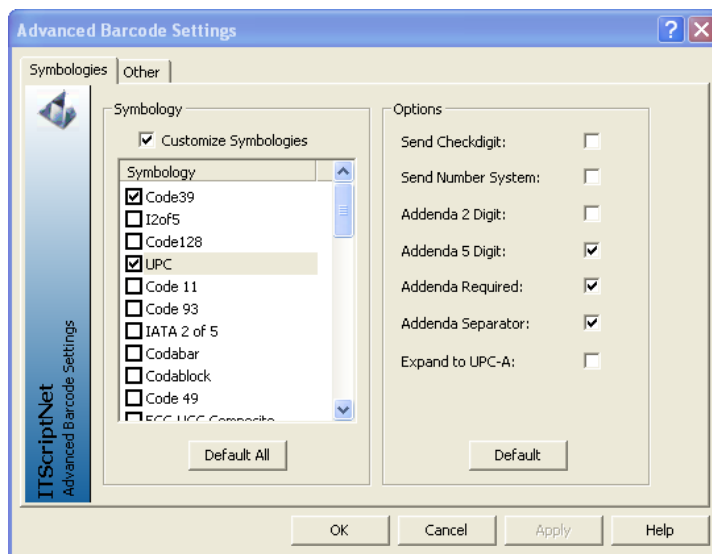 Advanced Barcode Settings
Symbologies
Other
ITScriptNet
Advanced Barcode Settings
Symbology
Customize Symbologies
Symbology
Code39
I2of5
Code128
UPC
Code 11
Code 93
IATA 2 of 5
Codabar
Codablock
Code 49
Default All
Options
Send Checkdigit:
Send Number System:
Addenda 2 Digit:
Addenda 5 Digit:
Addenda Required:
Addenda Separator:
Expand to UPC-A:
Default
OK
Cancel
Apply
Help